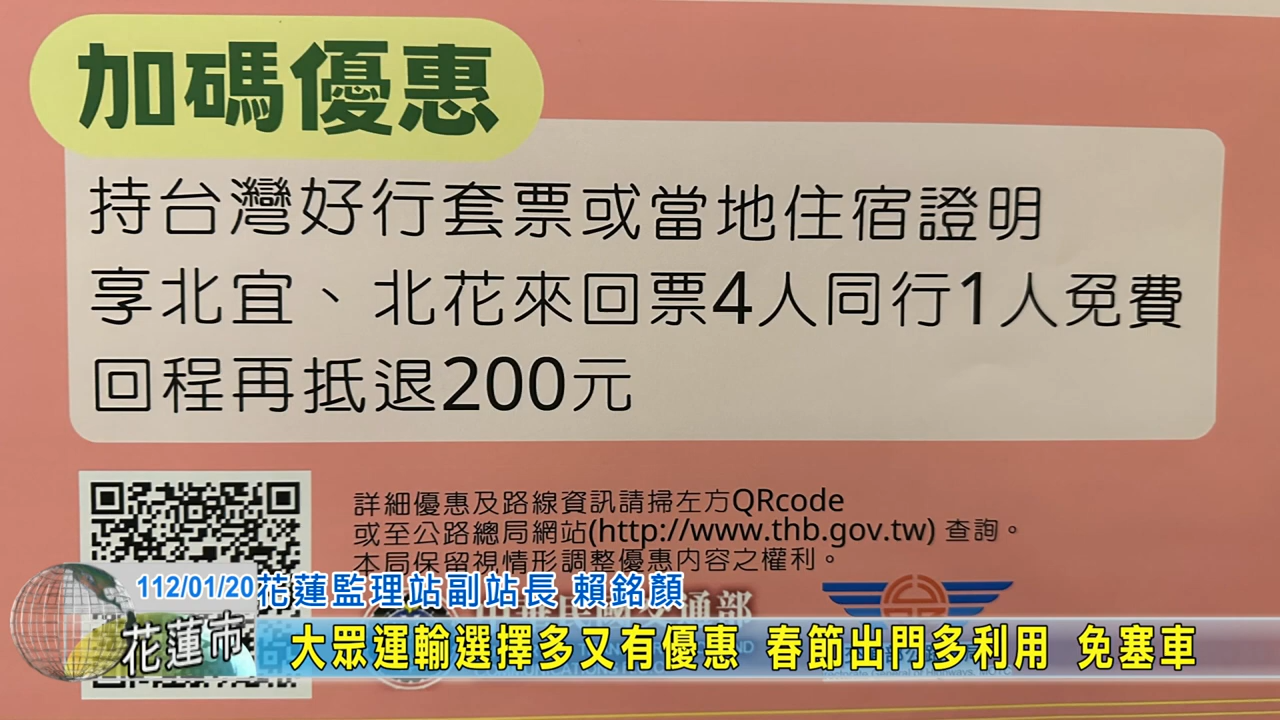 加碼優惠
持台灣好行套票或當地住宿證明
享北宜、北花來回票4人同行1人免費
回程再抵退200元
詳細優惠及路線資訊請掃左方QRcode
或至公路總局網站(http://www.thb.gov.tw) 查詢。
本局保留視情形調整優惠內容之權利。
112/01/20花蓮監理站副站長 賴銘顏
花蓮市
大眾運輸選擇多又有優惠 春節出門多利用 免塞車